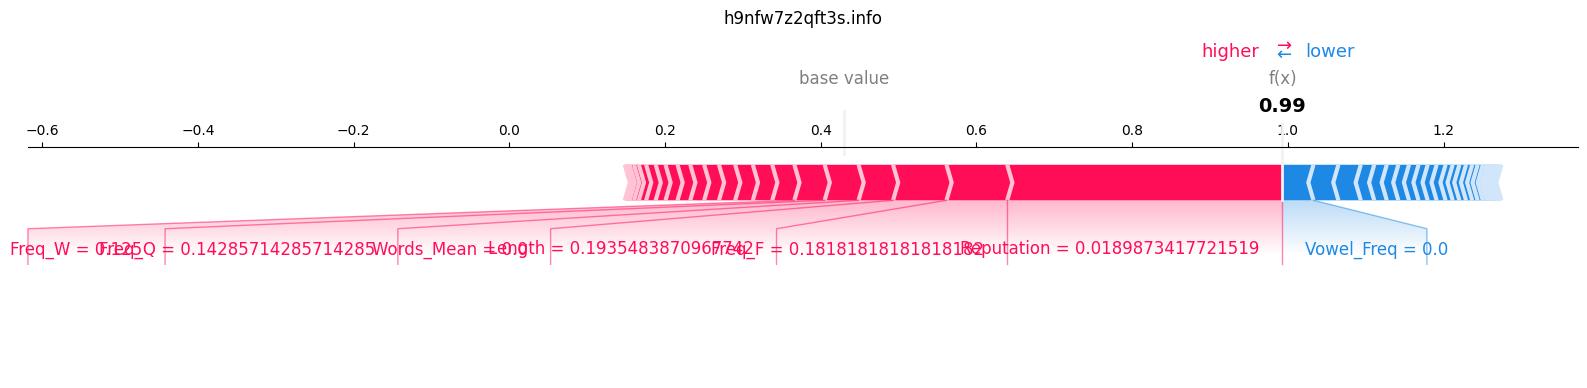 h9nfw7z2qft3s.info
higher ⇄ lower
base value
f(x)
0.99
−0.6 −0.4 −0.2 0.0 0.2 0.4 0.6 0.8 1.0 1.2
Freq_W = 0.125 Freq_Q = 0.14285714285714285 Words_Mean = 0.0 Length = 0.1935483870967742 Freq_F = 0.18181818181818182 Reputation = 0.0189873417721519 Vowel_Freq = 0.0